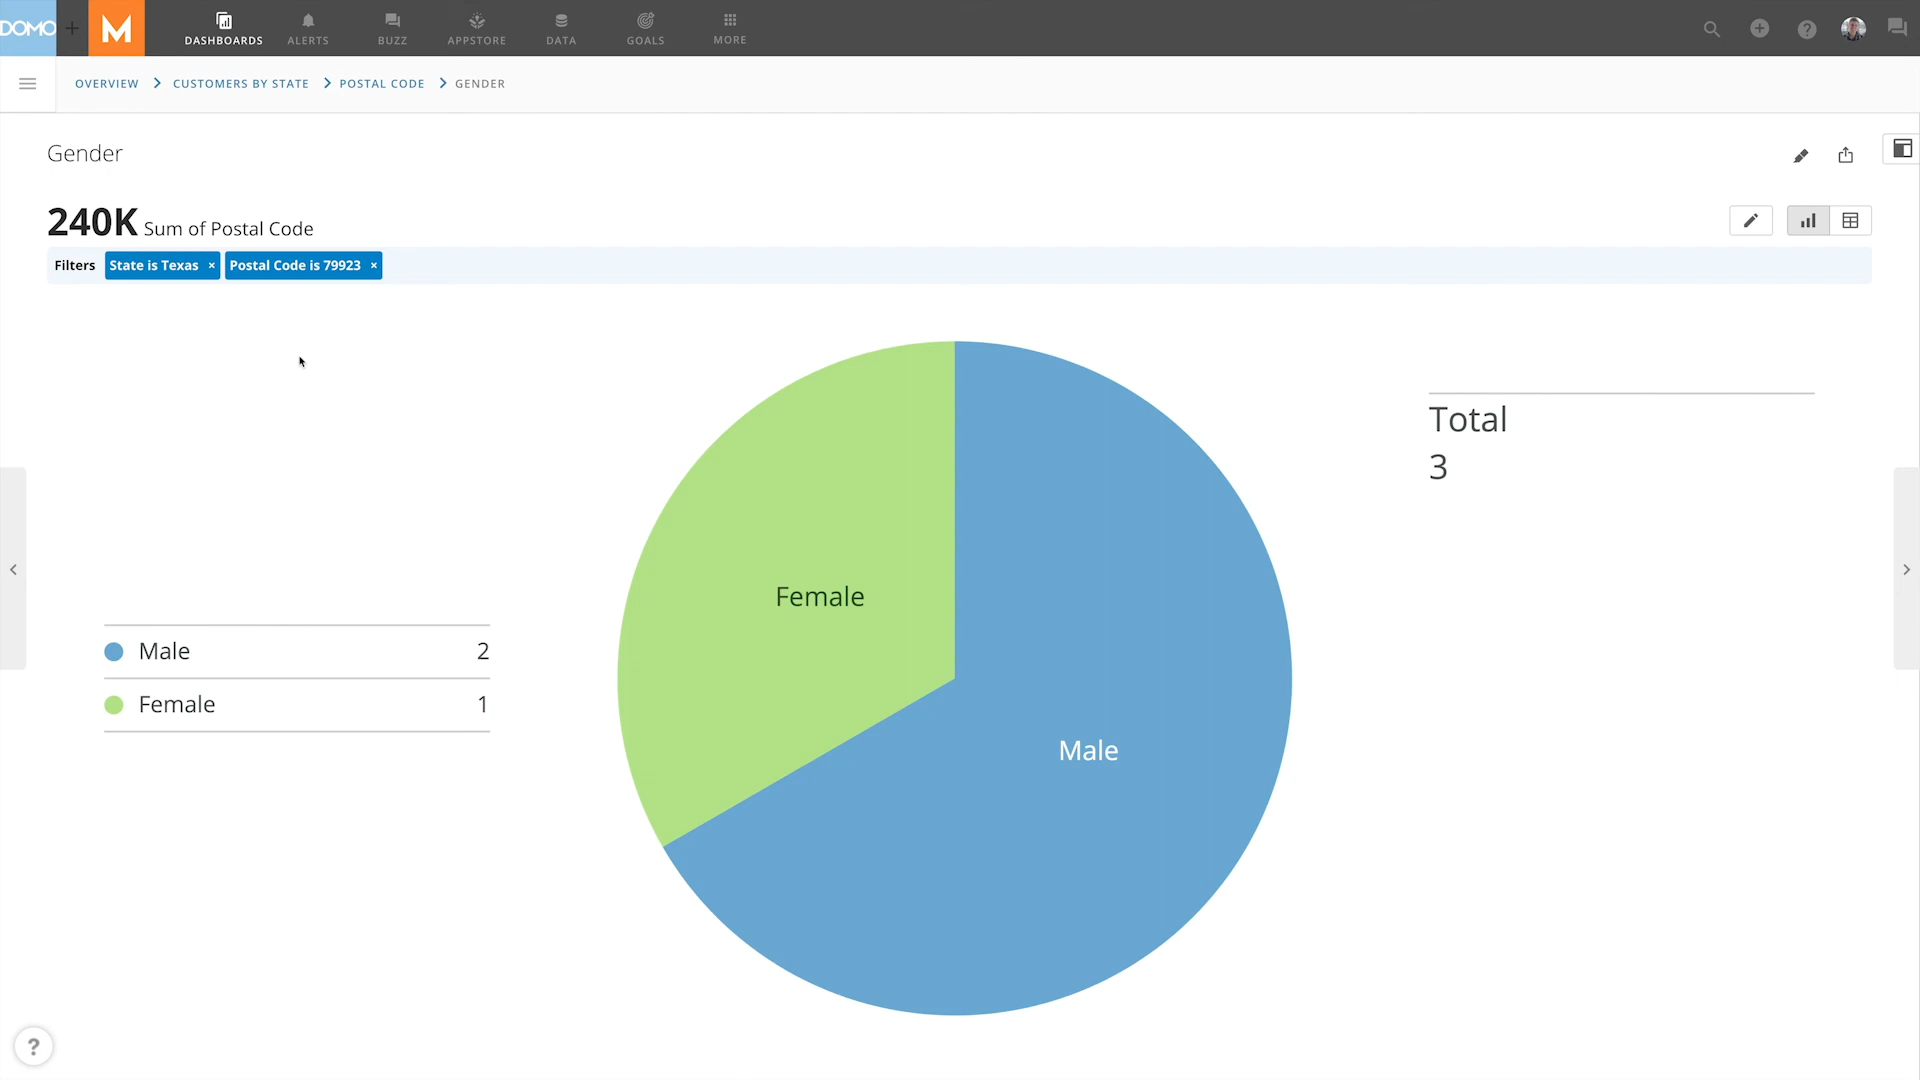 DOMO
M
DASHBOARDS
ALERTS
BUZZ
APPSTORE
DATA
GOALS
MORE
OVERVIEW
CUSTOMERS BY STATE
POSTAL CODE
GENDER
Gender
240K Sum of Postal Code
Filters State is Texas × Postal Code is 79923 ×
Total
3
Female
Male 2
Female 1
Male
?